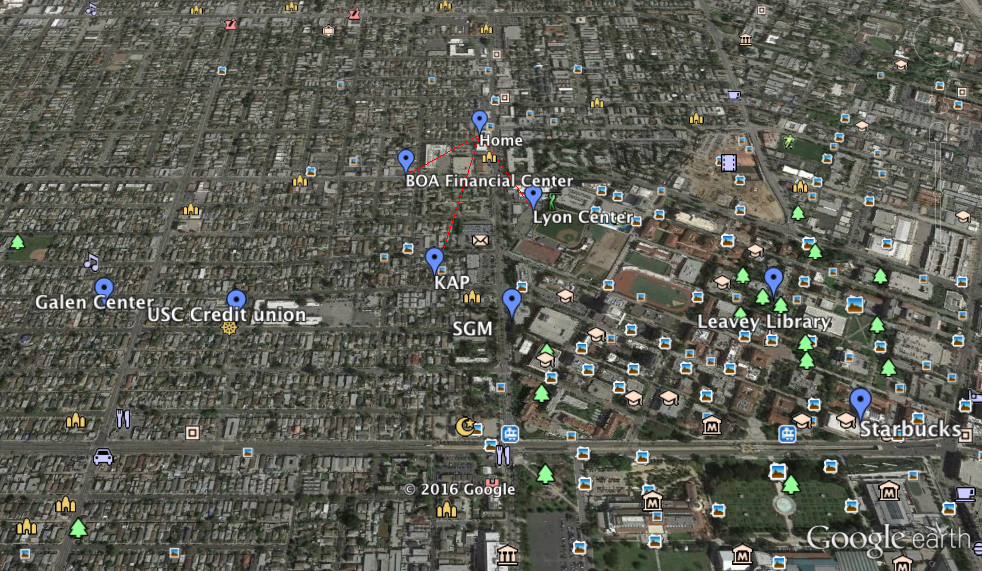 Home
BOA Financial Center
Lyon Center
KAP
Galen Center
USC Credit union
SGM
Leavey Library
Starbucks
© 2016 Google
Google earth